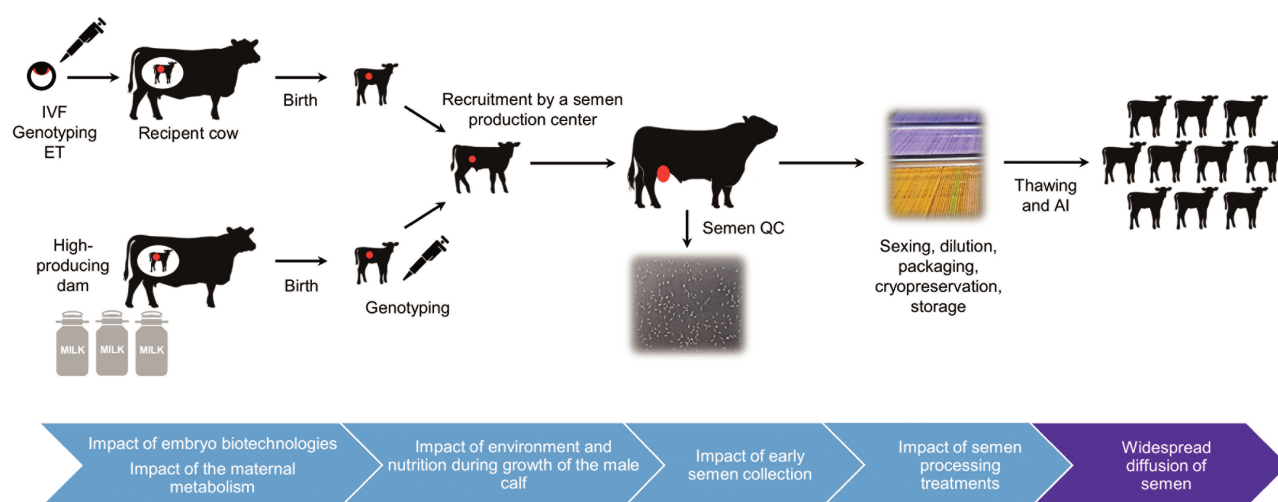 IVF
Genotyping
ET
Recipent cow
Birth
Recruitment by a semen
production center
High-
producing
dam
MILK
MILK
MILK
Birth
Genotyping
Semen QC
Sexing, dilution,
packaging,
cryopreservation,
storage
Thawing
and AI
Impact of embryo biotechnologies
Impact of the maternal
metabolism
Impact of environment and
nutrition during growth of the male
calf
Impact of early
semen collection
Impact of semen
processing
treatments
Widespread
diffusion of
semen